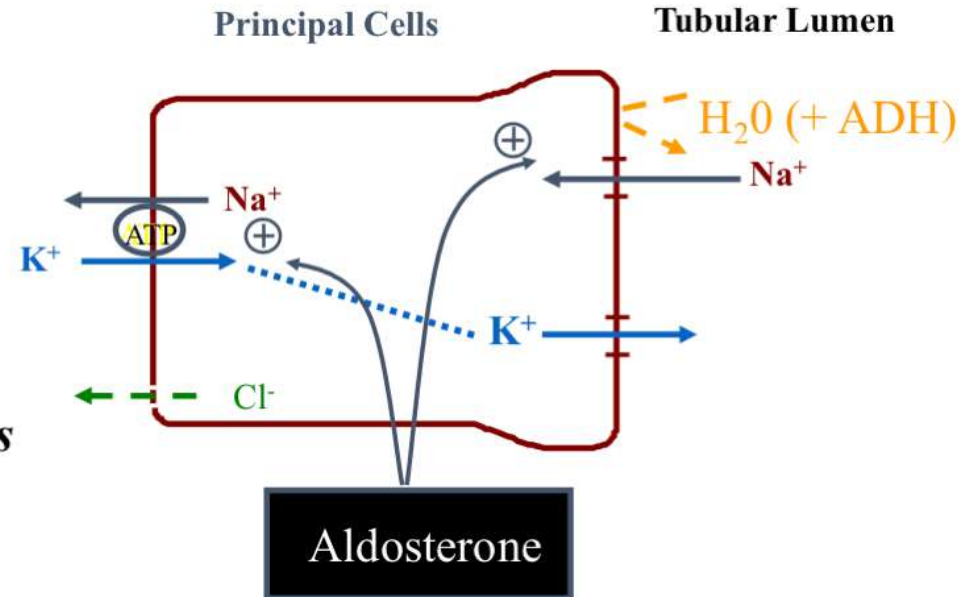 Principal Cells
Tubular Lumen
H₂0 (+ ADH)
Na⁺
Na⁺
ATP
K⁺
K⁺
Cl⁻
s
Aldosterone